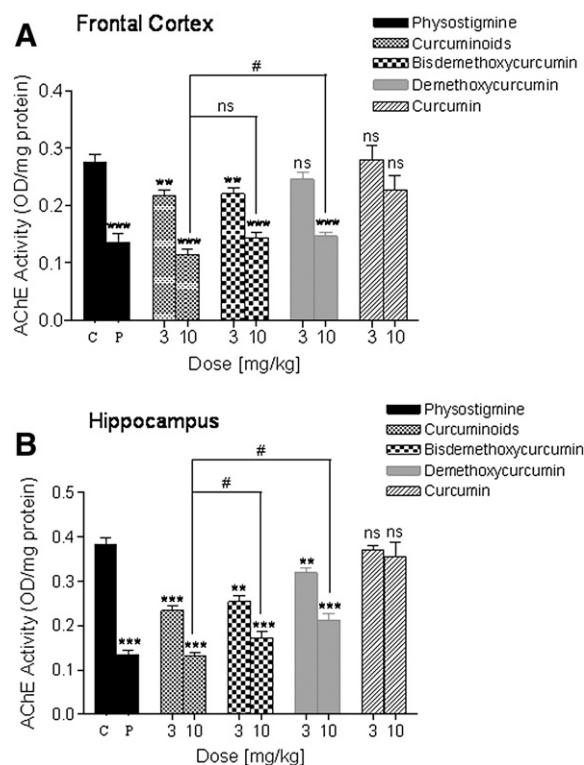 A
Frontal Cortex
Physostigmine
Curcuminoids
Bisdemethoxycurcumin
Demethoxycurcumin
Curcumin
AChE Activity (OD/mg protein)
0.4
0.3
0.2
0.1
0.0
#
ns
***
**
***
**
***
ns
***
ns
ns
C P 3 10 3 10 3 10 3 10
Dose [mg/kg]
B
Hippocampus
Physostigmine
Curcuminoids
Bisdemethoxycurcumin
Demethoxycurcumin
Curcumin
AChE Activity (OD/mg protein)
0.5
0.4
0.3
0.2
0.1
0.0
#
#
***
***
***
**
***
**
***
ns ns
C P 3 10 3 10 3 10 3 10
Dose [mg/kg]